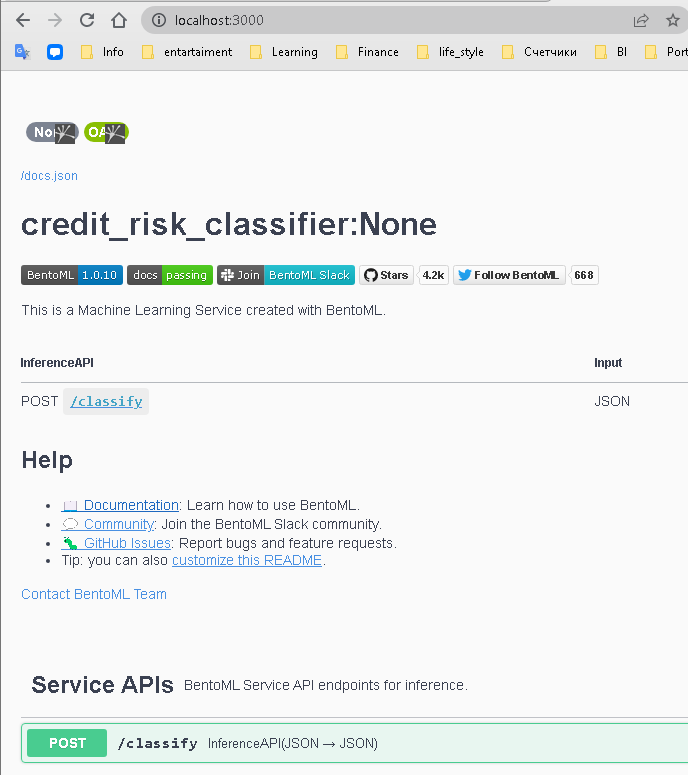 localhost:3000
Info entartaiment Learning Finance life_style Счетчики BI
/docs.json
credit_risk_classifier:None
BentoML 1.0.10 docs passing Join BentoML Slack Stars 4.2k Follow BentoML 668
This is a Machine Learning Service created with BentoML.
InferenceAPI Input
POST /classify JSON
Help
Documentation: Learn how to use BentoML.
Community: Join the BentoML Slack community.
GitHub Issues: Report bugs and feature requests.
Tip: you can also customize this README.
Contact BentoML Team
Service APIs BentoML Service API endpoints for inference.
POST /classify InferenceAPI(JSON → JSON)